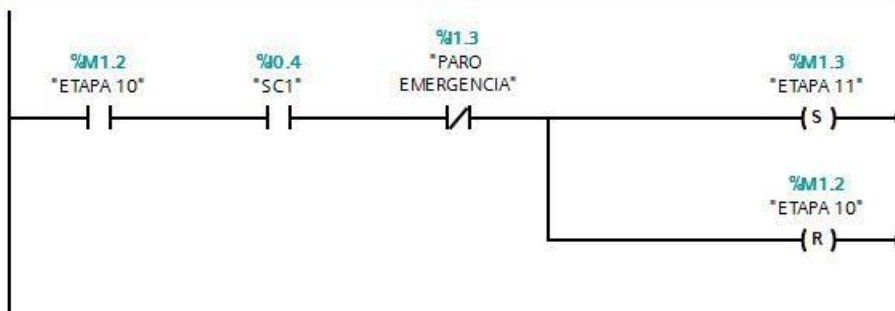 %I1.3
%M1.2 %I0.4 "PARO %M1.3
"ETAPA 10" "SC1" EMERGENCIA" "ETAPA 11"
S
%M1.2
"ETAPA 10"
R